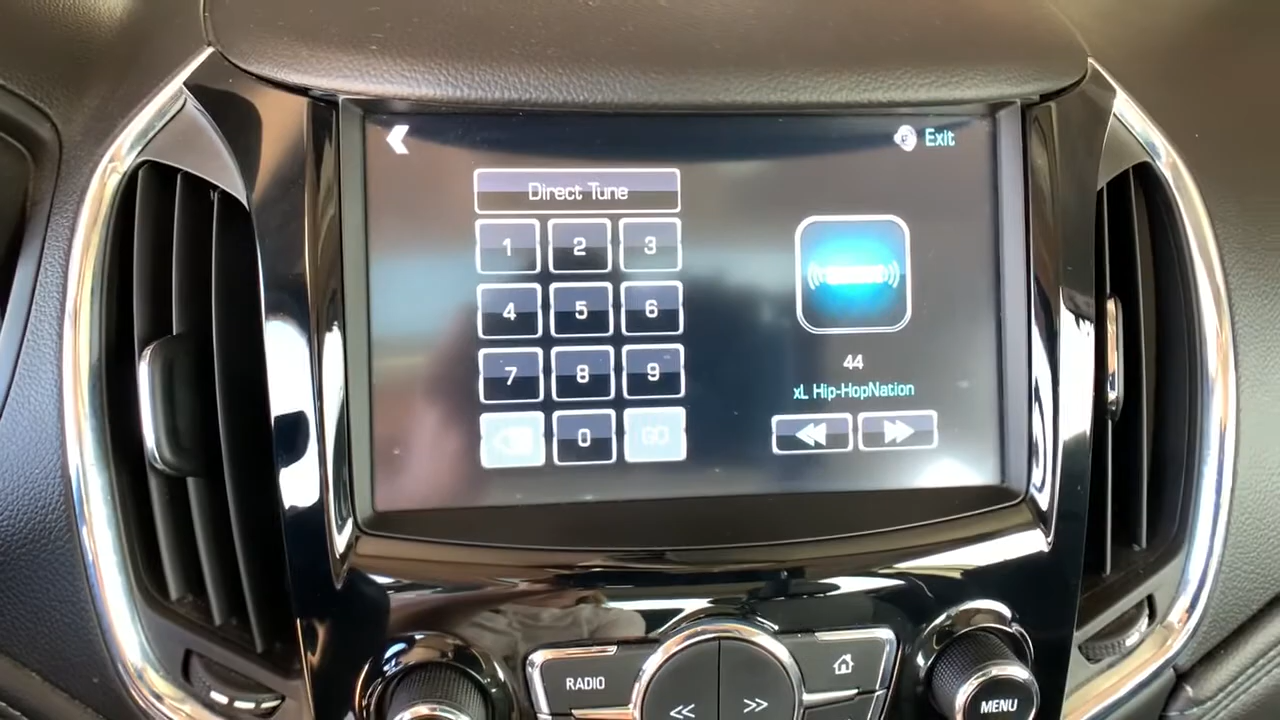 Exit
Direct Tune
1 2 3
4 5 6
7 8 9
0 GO
44
xL Hip-HopNation
RADIO
MENU